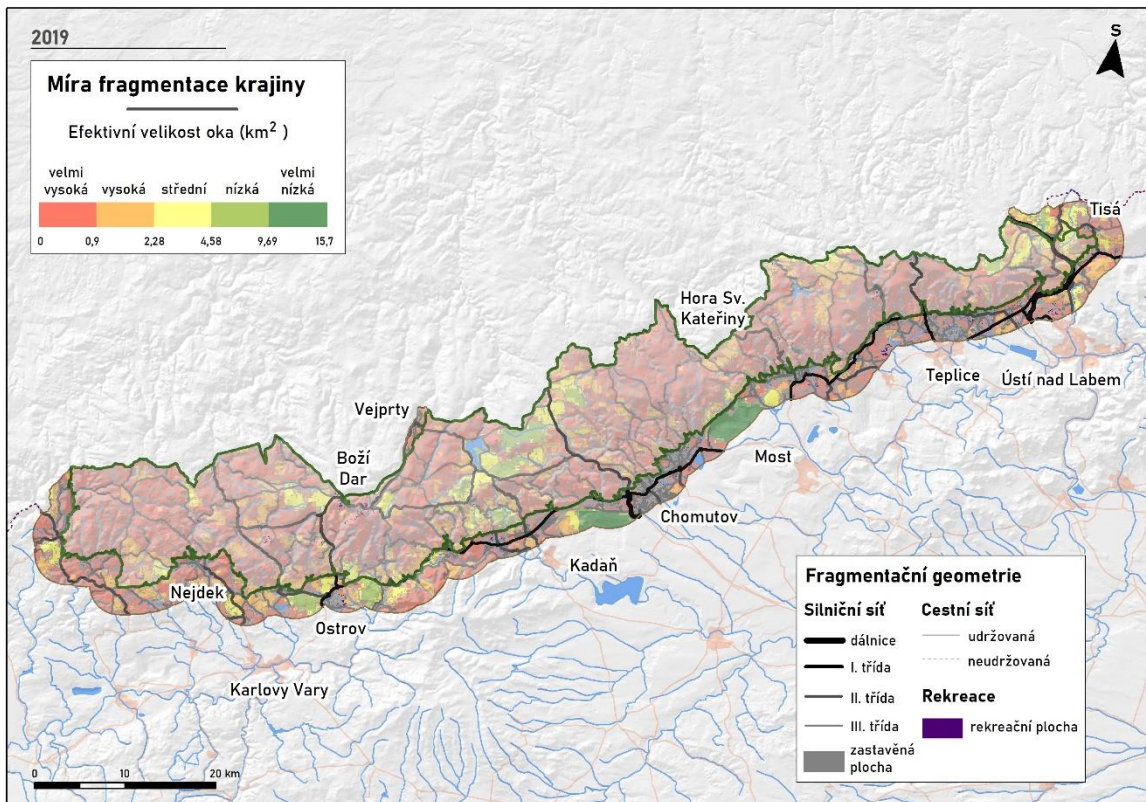 2019
Míra fragmentace krajiny
Efektivní velikost oka (km²)
velmi vysoká
vysoká
střední
nízká
velmi nízká
0
0,9
2,28
4,58
9,69
15,7
S
Tisá
Hora Sv.
Kateřiny
Teplice
Ústí nad Labem
Vejprty
Boží
Dar
Most
Chomutov
Kadaň
Nejdek
Ostrov
Karlovy Vary
0
10
20 km
Fragmentační geometrie
Silniční síť
dálnice
I. třída
II. třída
III. třída
zastavěná
plocha
Cestní síť
udržovaná
neudržovaná
Rekreace
rekreační plocha